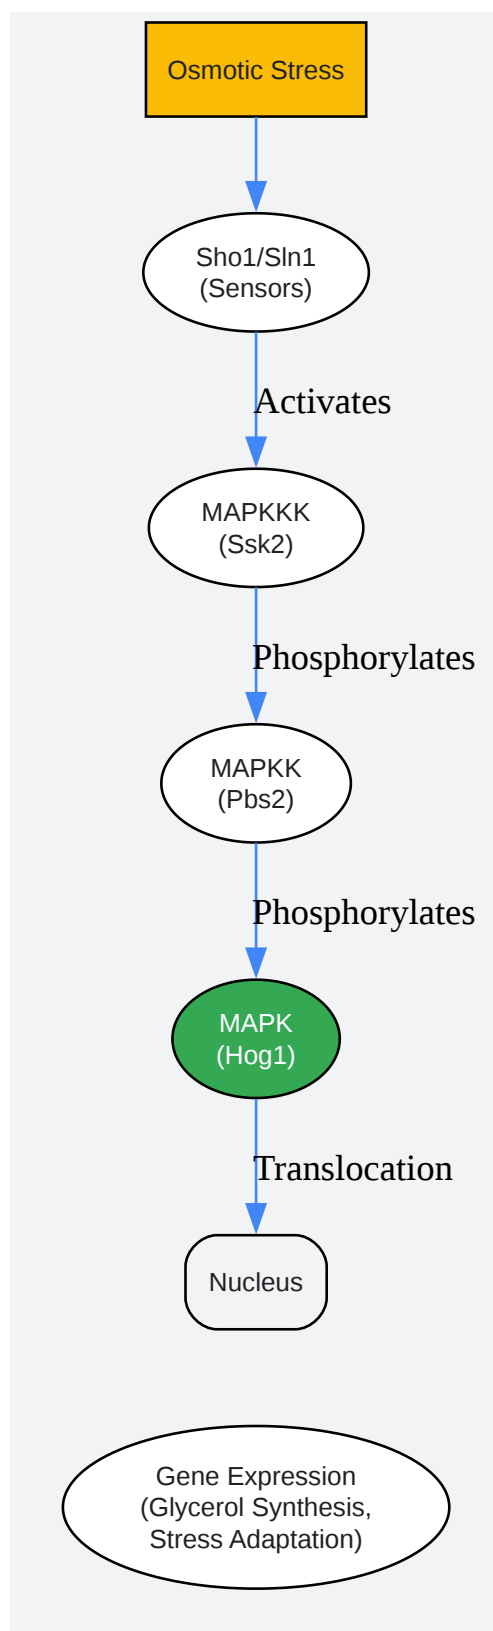 Osmotic Stress
Sho1/Sln1
(Sensors)
Activates
MAPKKK
(Ssk2)
Phosphorylates
MAPKK
(Pbs2)
Phosphorylates
MAPK
(Hog1)
Translocation
Nucleus
Gene Expression
(Glycerol Synthesis,
Stress Adaptation)